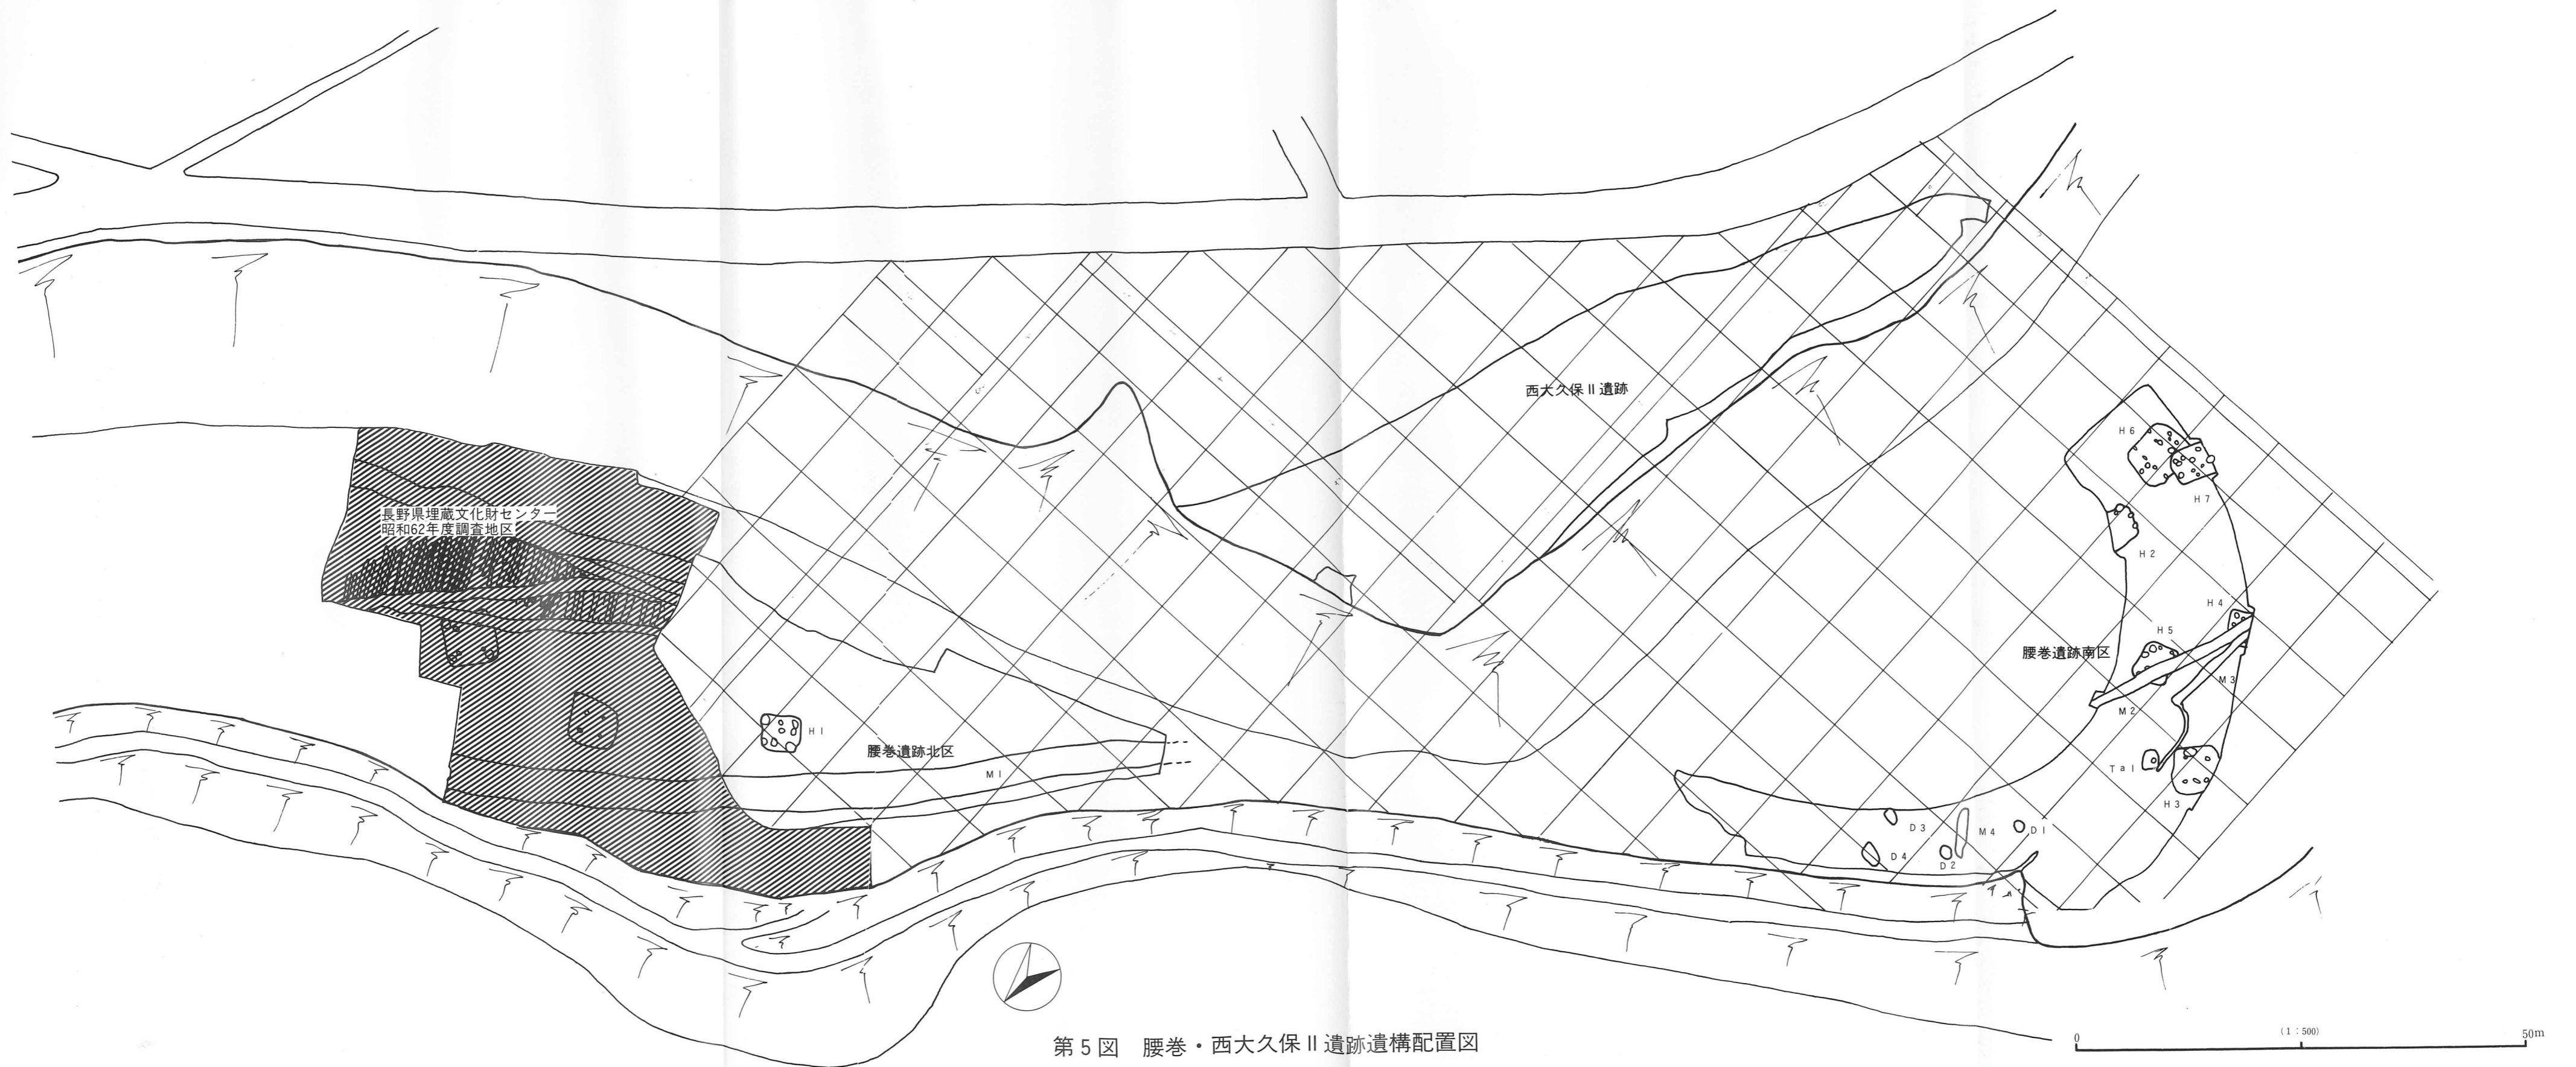 西大久保Ⅱ遺跡
H6
H7
長野県埋蔵文化財センター
昭和62年度調査地区
H2
H4
H5
腰巻遺跡南区
M3
M2
H1
腰巻遺跡北区
M1
Ta1
H3
D3
M4
D1
D4
D2
第5図 腰巻・西大久保Ⅱ遺跡遺構配置図
0
(1:500)
50m